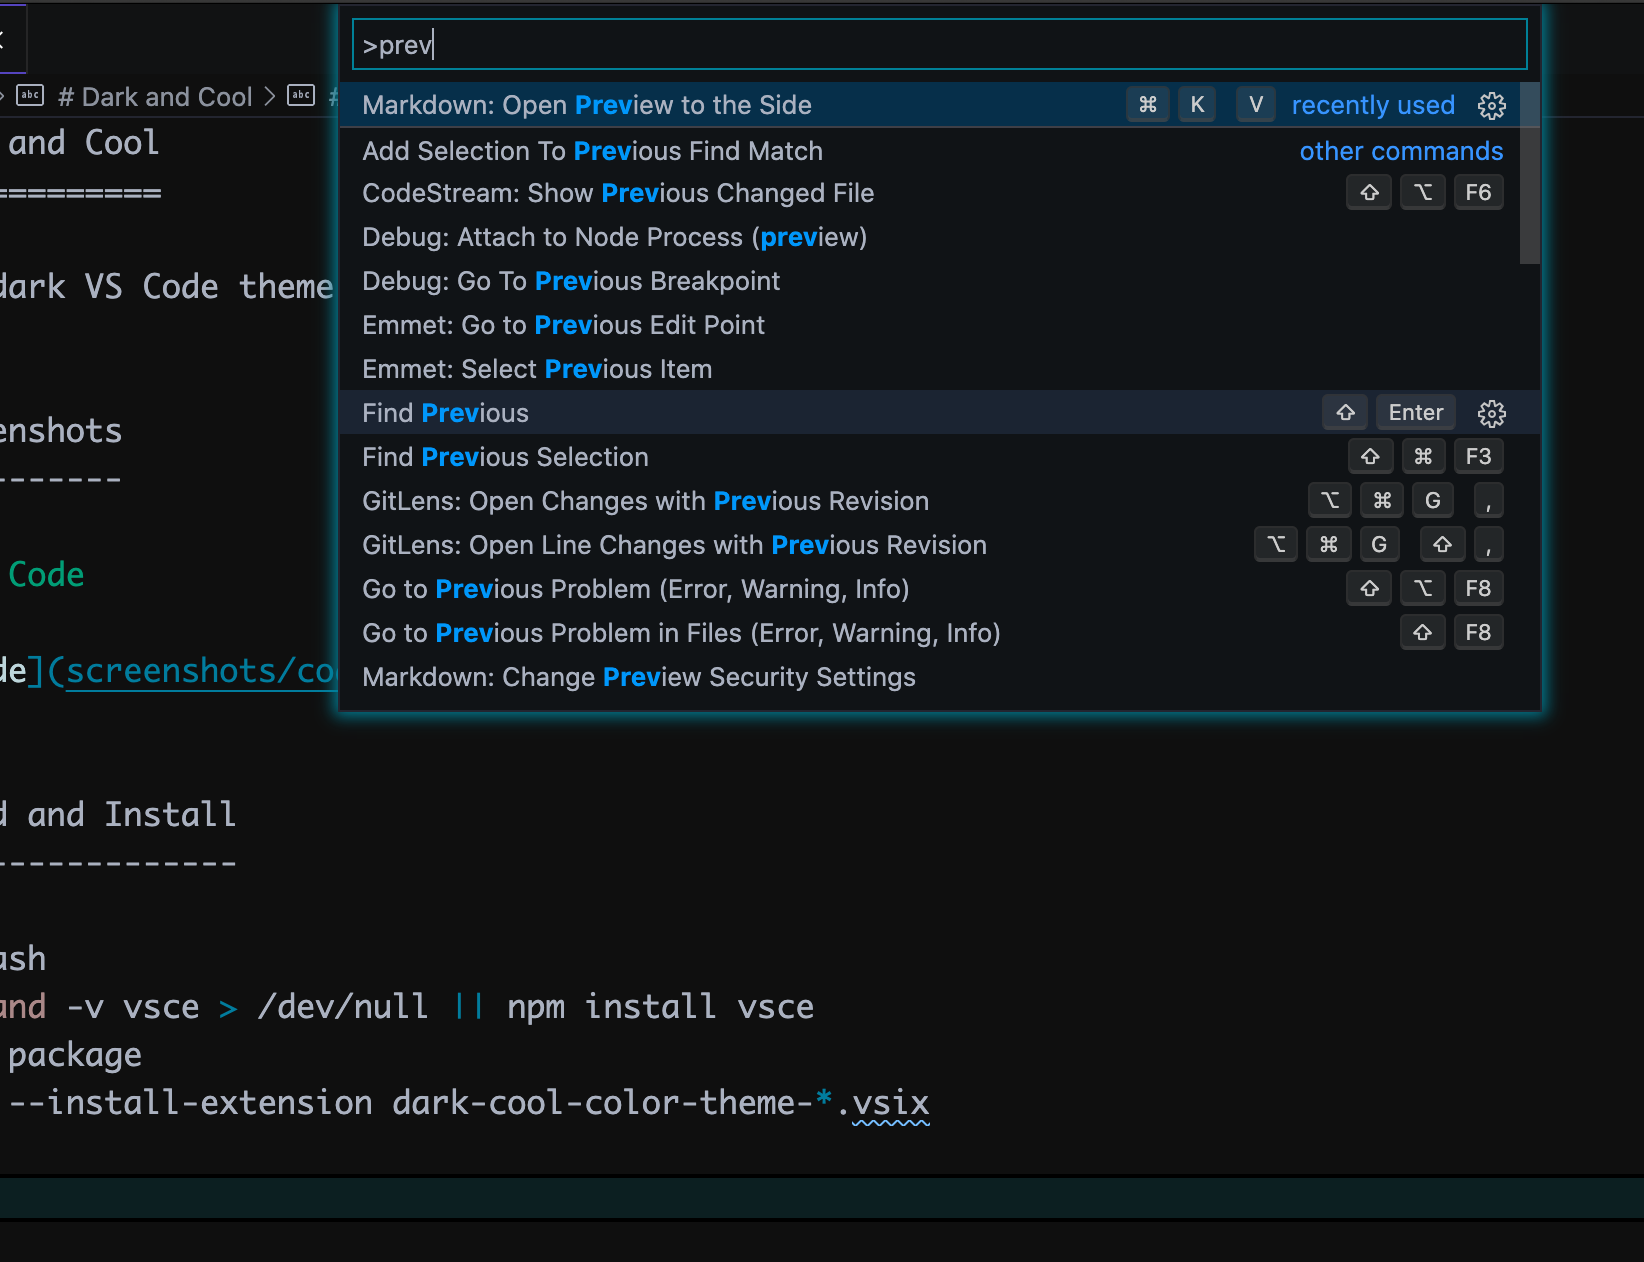 >prev
# Dark and Cool
Markdown: Open Preview to the Side ⌘ K V recently used
Add Selection To Previous Find Match other commands
CodeStream: Show Previous Changed File ⇧ ⌥ F6
Debug: Attach to Node Process (preview)
Debug: Go To Previous Breakpoint
Emmet: Go to Previous Edit Point
Emmet: Select Previous Item
Find Previous ⇧ Enter
Find Previous Selection ⇧ ⌘ F3
GitLens: Open Changes with Previous Revision ⌥ ⌘ G ,
GitLens: Open Line Changes with Previous Revision ⌥ ⌘ G ⇧ ,
Go to Previous Problem (Error, Warning, Info) ⇧ ⌥ F8
Go to Previous Problem in Files (Error, Warning, Info) ⇧ F8
Markdown: Change Preview Security Settings
and Cool
=========
dark VS Code theme
enshots
-------
Code
de](screenshots/co
d and Install
-------------
ash
and -v vsce > /dev/null || npm install vsce
package
--install-extension dark-cool-color-theme-*.vsix